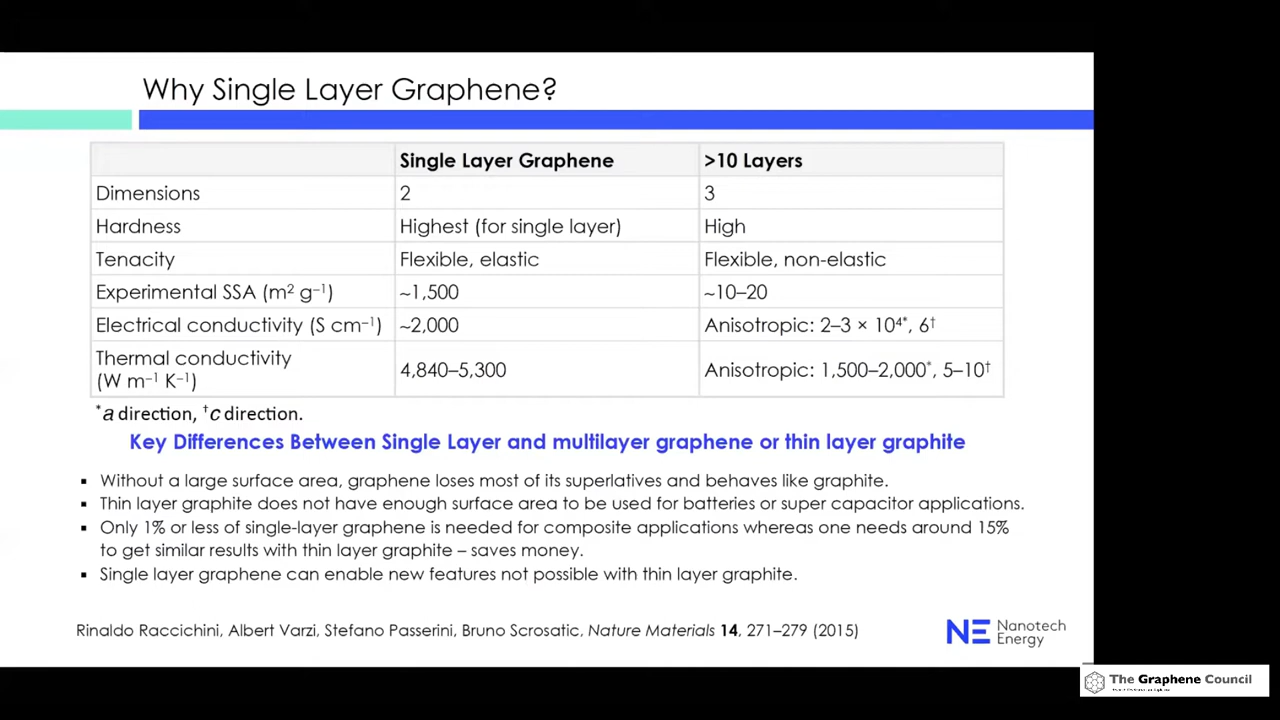 Why Single Layer Graphene?
Single Layer Graphene >10 Layers
Dimensions 2 3
Hardness Highest (for single layer) High
Tenacity Flexible, elastic Flexible, non-elastic
Experimental SSA (m² g⁻¹) ~1,500 ~10–20
Electrical conductivity (S cm⁻¹) ~2,000 Anisotropic: 2–3 × 10⁴*, 6†
Thermal conductivity
(W m⁻¹ K⁻¹) 4,840–5,300 Anisotropic: 1,500–2,000*, 5–10†
*a direction, †c direction.
Key Differences Between Single Layer and multilayer graphene or thin layer graphite
▪ Without a large surface area, graphene loses most of its superlatives and behaves like graphite.
▪ Thin layer graphite does not have enough surface area to be used for batteries or super capacitor applications.
▪ Only 1% or less of single-layer graphene is needed for composite applications whereas one needs around 15%
to get similar results with thin layer graphite – saves money.
▪ Single layer graphene can enable new features not possible with thin layer graphite.
Rinaldo Raccichini, Albert Varzi, Stefano Passerini, Bruno Scrosatic, Nature Materials 14, 271–279 (2015)
NE Nanotech
Energy
The Graphene Council